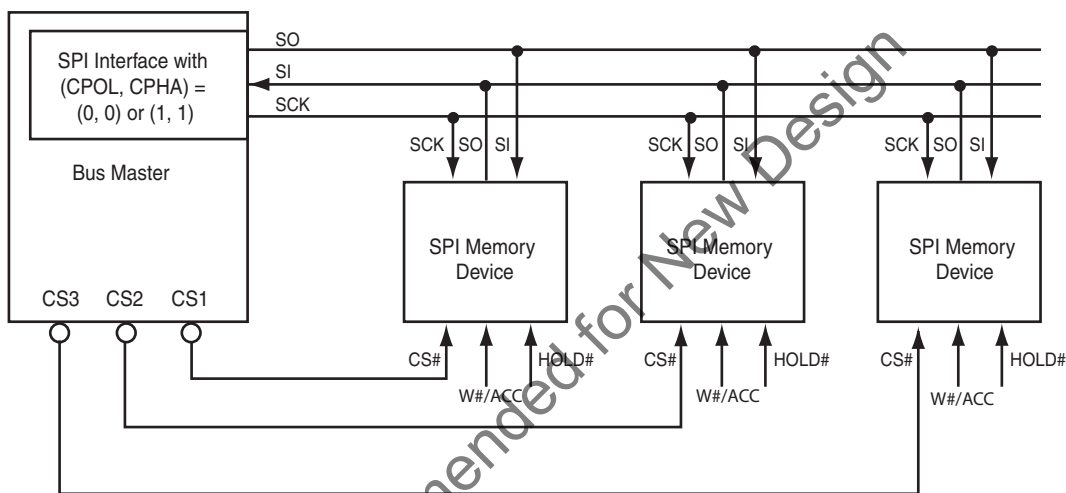 SPI Interface with
(CPOL, CPHA) =
(0, 0) or (1, 1)
Bus Master
SO
SI
SCK
SCK SO SI
SCK SO SI
SCK SO SI
SPI Memory
Device
SPI Memory
Device
SPI Memory
Device
CS3 CS2 CS1
CS# W#/ACC HOLD#
CS# W#/ACC HOLD#
CS# W#/ACC HOLD#
mended for New Design